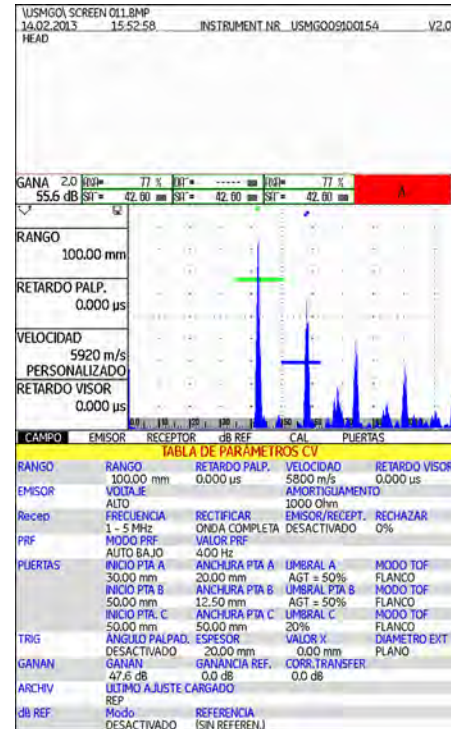 \USMGO\ SCREEN 011.BMP
14.02.2013 15:52:58 INSTRUMENT NR USMGO09100154 V2.0
HEAD
GANA 2.0 77 % ----- mm 77 %
55.6 dB 42.60 mm 42.60 mm 42.60 mm A
RANGO
100.00 mm
RETARDO PALP.
0.000 µs
VELOCIDAD
5920 m/s
PERSONALIZADO
RETARDO VISOR
0.000 µs
CAMPO EMISOR RECEPTOR dB REF CAL PUERTAS
TABLA DE PARÁMETROS CV
RANGO RANGO RETARDO PALP. VELOCIDAD RETARDO VISOR
100.00 mm 0.000 µs 5800 m/s 0.000 µs
EMISOR VOLTAJE AMORTIGUAMIENTO
ALTO 1000 Ohm
Recep FRECUENCIA RECTIFICAR EMISOR/RECEPT. RECHAZAR
1 - 5 MHz ONDA COMPLETA DESACTIVADO 0%
PRF MODO PRF VALOR PRF
AUTO BAJO 400 Hz
PUERTAS INICIO PTA A ANCHURA PTA A UMBRAL A MODO TOF
30.00 mm 20.00 mm AGT = 50% FLANCO
INICIO PTA B ANCHURA PTA B UMBRAL PTA B MODO TOF
50.00 mm 12.50 mm AGT = 50% FLANCO
INICIO PTA. C ANCHURA PTA C UMBRAL C MODO TOF
50.00 mm 50.00 mm 20% FLANCO
TRIG ÁNGULO PALPAD. ESPESOR VALOR X DIAMETRO EXT
DESACTIVADO 20.00 mm 0.00 mm PLANO
GANAN GANAN GANANCIA REF. CORR.TRANSFER
47.6 dB 0.0 dB 0.0 dB
ARCHIV ULTIMO AJUSTE CARGADO
REP
dB REF Modo REFERENCIA
DESACTIVADO (SIN REFEREN.)